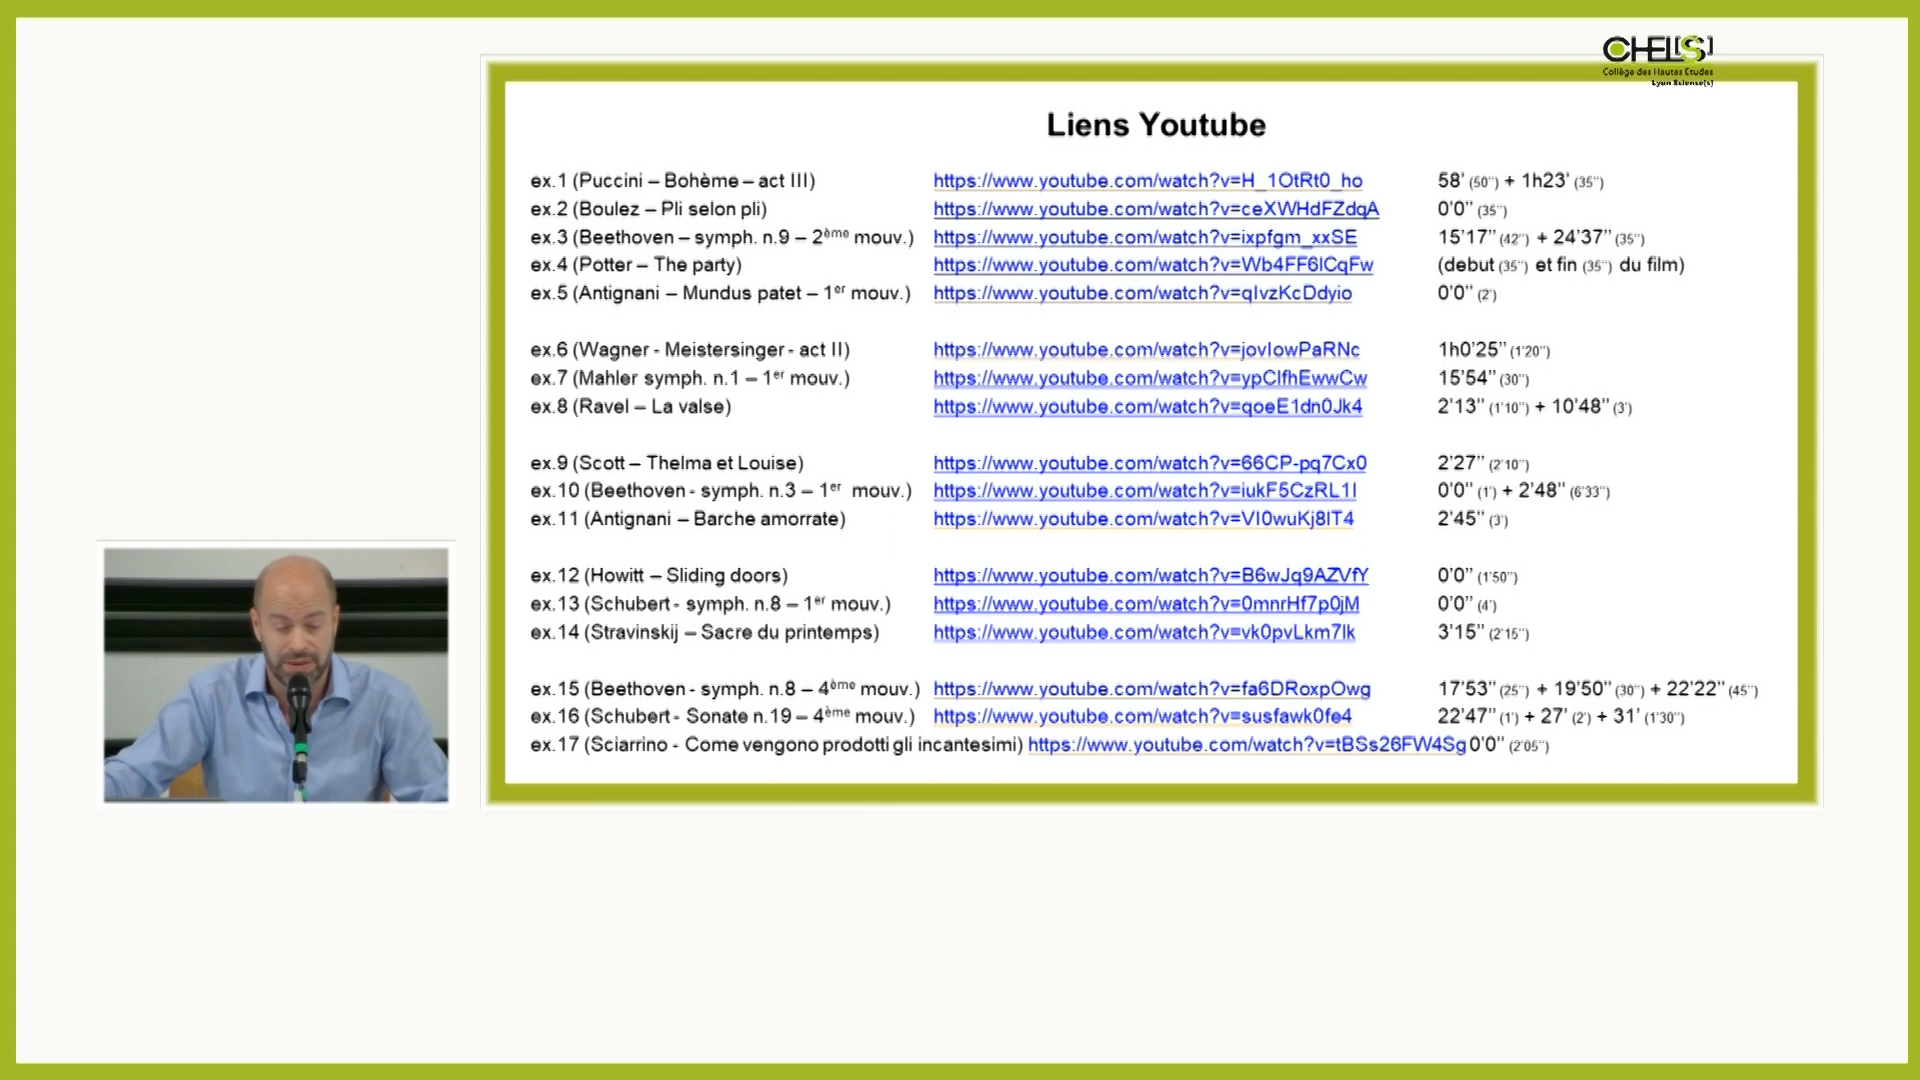 CHEL[S]
Collège des Hautes Études
Lyon Science[s]
Liens Youtube
ex.1 (Puccini – Bohème – act III) https://www.youtube.com/watch?v=H_1OtRt0_ho 58' (50'') + 1h23' (35'')
ex.2 (Boulez – Pli selon pli) https://www.youtube.com/watch?v=ceXWHdFZdqA 0'0'' (35'')
ex.3 (Beethoven – symph. n.9 – 2ème mouv.) https://www.youtube.com/watch?v=ixpfgm_xxSE 15'17'' (42'') + 24'37'' (35'')
ex.4 (Potter – The party) https://www.youtube.com/watch?v=Wb4FF6lCqFw (debut (35'') et fin (35'') du film)
ex.5 (Antignani – Mundus patet – 1er mouv.) https://www.youtube.com/watch?v=qIvzKcDdyio 0'0'' (2')
ex.6 (Wagner - Meistersinger - act II) https://www.youtube.com/watch?v=jovIowPaRNc 1h0'25'' (1'20'')
ex.7 (Mahler symph. n.1 – 1er mouv.) https://www.youtube.com/watch?v=ypClfhEwwCw 15'54'' (30'')
ex.8 (Ravel – La valse) https://www.youtube.com/watch?v=qoeE1dn0Jk4 2'13'' (1'10'') + 10'48'' (3')
ex.9 (Scott – Thelma et Louise) https://www.youtube.com/watch?v=66CP-pq7Cx0 2'27'' (2'10'')
ex.10 (Beethoven - symph. n.3 – 1er mouv.) https://www.youtube.com/watch?v=iukF5CzRL1I 0'0'' (1') + 2'48'' (6'33'')
ex.11 (Antignani – Barche amorrate) https://www.youtube.com/watch?v=VI0wuKj8IT4 2'45'' (3')
ex.12 (Howitt – Sliding doors) https://www.youtube.com/watch?v=B6wJq9AZVfY 0'0'' (1'50'')
ex.13 (Schubert - symph. n.8 – 1er mouv.) https://www.youtube.com/watch?v=0mnrHf7p0jM 0'0'' (4')
ex.14 (Stravinskij – Sacre du printemps) https://www.youtube.com/watch?v=vk0pvLkm7lk 3'15'' (2'15'')
ex.15 (Beethoven - symph. n.8 – 4ème mouv.) https://www.youtube.com/watch?v=fa6DRoxpOwg 17'53'' (25'') + 19'50'' (30'') + 22'22'' (45'')
ex.16 (Schubert - Sonate n.19 – 4ème mouv.) https://www.youtube.com/watch?v=susfawk0fe4 22'47'' (1') + 27' (2') + 31' (1'30'')
ex.17 (Sciarrino - Come vengono prodotti gli incantesimi) https://www.youtube.com/watch?v=tBSs26FW4Sg 0'0'' (2'05'')